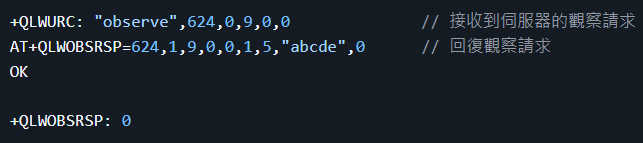 +QLWURC: "observe",624,0,9,0,0 // 接收到伺服器的觀察請求
AT+QLWOBSRSP=624,1,9,0,0,1,5,"abcde",0 // 回復觀察請求
OK
+QLWOBSRSP: 0